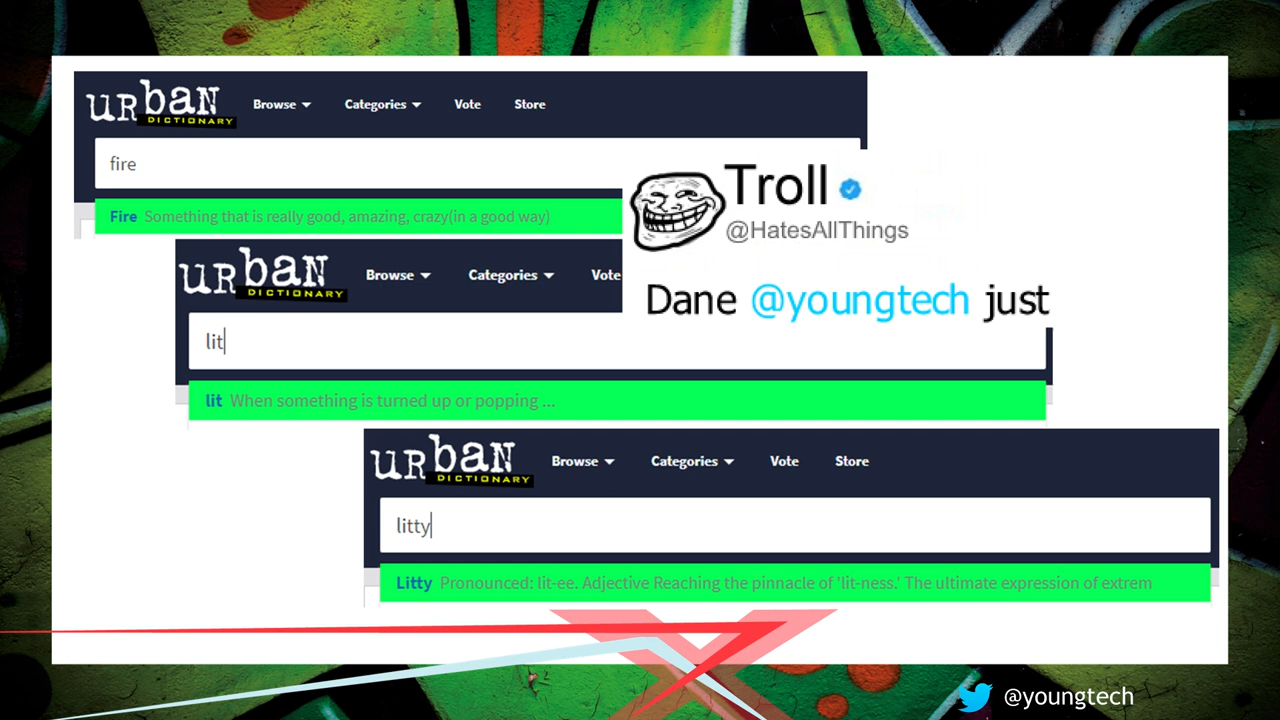 urban DICTIONARY Browse Categories Vote Store
fire
Fire Something that is really good, amazing, crazy(in a good way)
Troll
@HatesAllThings
Dane @youngtech just
urban DICTIONARY Browse Categories Vote
lit
lit When something is turned up or popping ...
urban DICTIONARY Browse Categories Vote Store
litty
Litty Pronounced: lit-ee. Adjective Reaching the pinnacle of 'lit-ness.' The ultimate expression of extrem
@youngtech